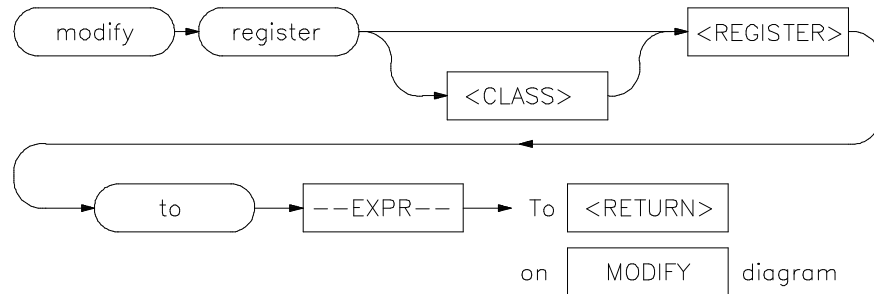 modify register <REGISTER>
<CLASS>
to --EXPR-- To <RETURN>
on MODIFY diagram